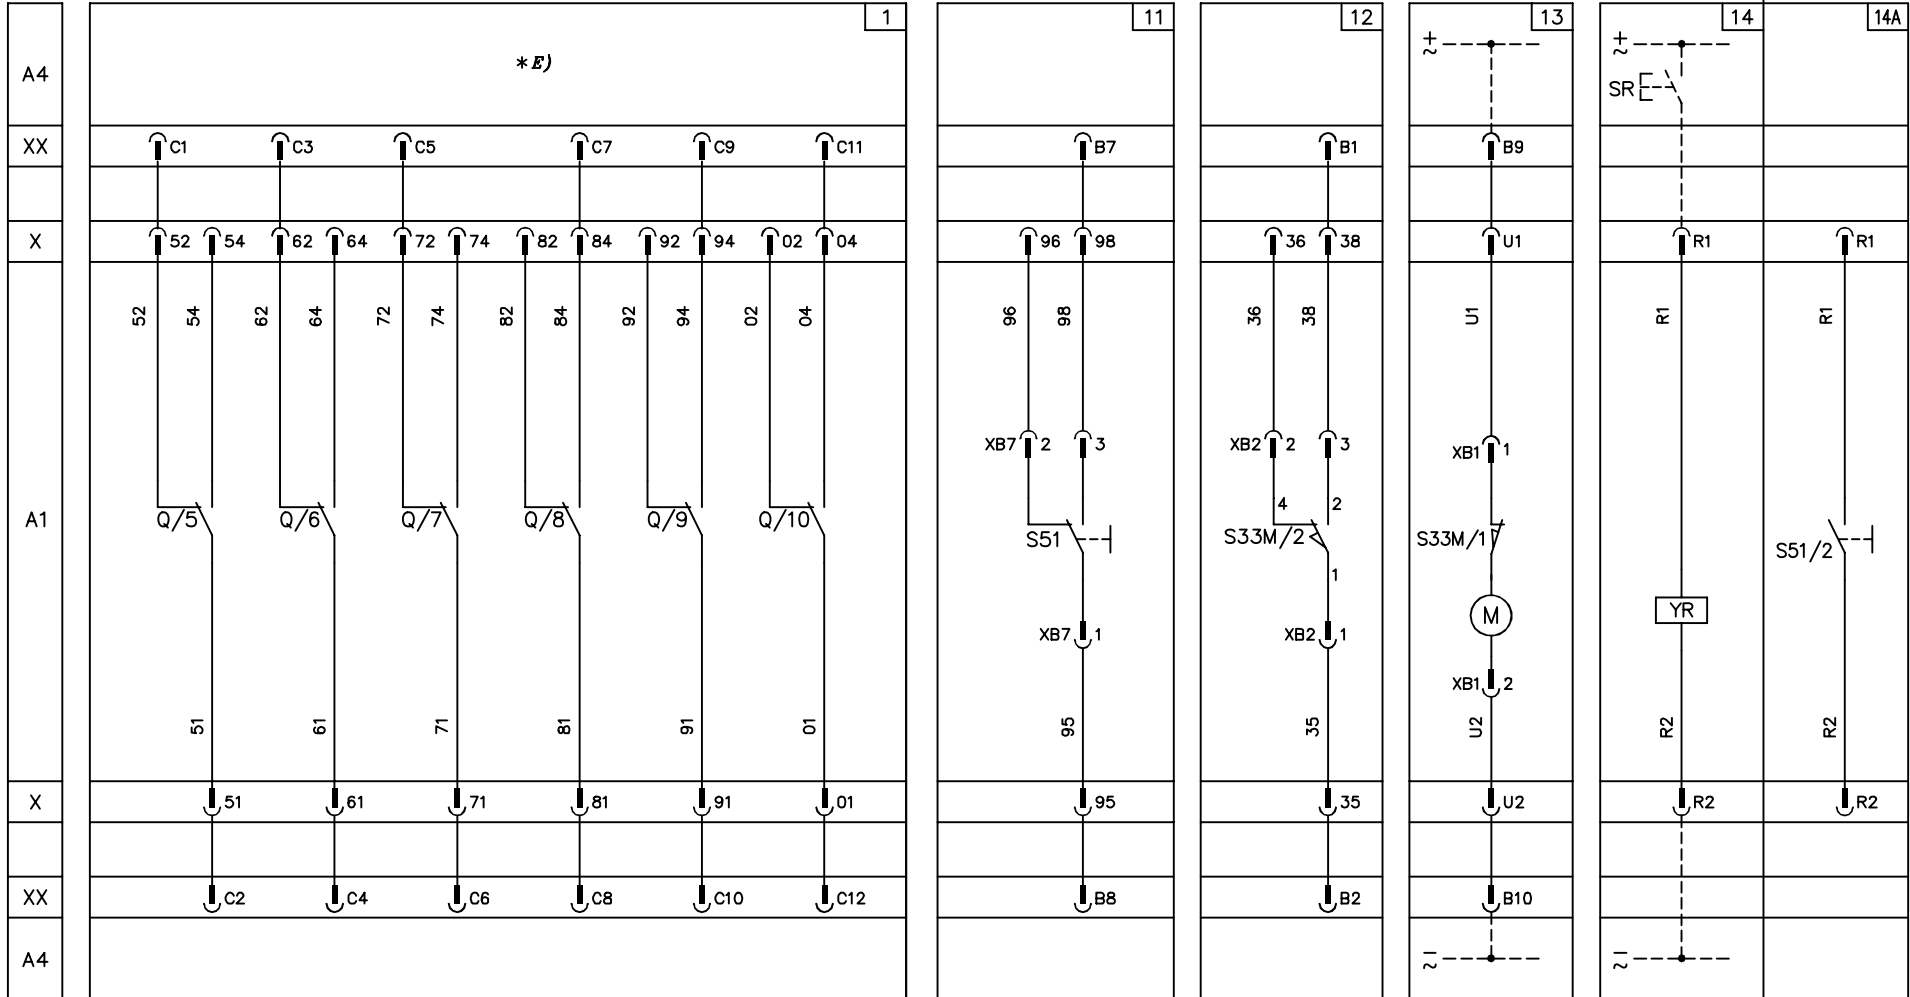 1 11 12 13 14 14A
+ ~ + ~
A4 *E) SR
XX C1 C3 C5 C7 C9 C11 B7 B1 B9
X 52 54 62 64 72 74 82 84 92 94 02 04 96 98 36 38 U1 R1 R1
52 54 62 64 72 74 82 84 92 94 02 04 96 98 36 38 U1 R1 R1
XB7 2 3 XB2 2 3 XB1 1
4 2
A1 Q/5 Q/6 Q/7 Q/8 Q/9 Q/10 S51 S33M/2 S33M/1 S51/2
1
M YR
XB7 1 XB2 1
XB1 2
51 61 71 81 91 01 95 35 U2 R2 R2
X 51 61 71 81 91 01 95 35 U2 R2 R2
XX C2 C4 C6 C8 C10 C12 B8 B2 B10
A4 – ~ – ~